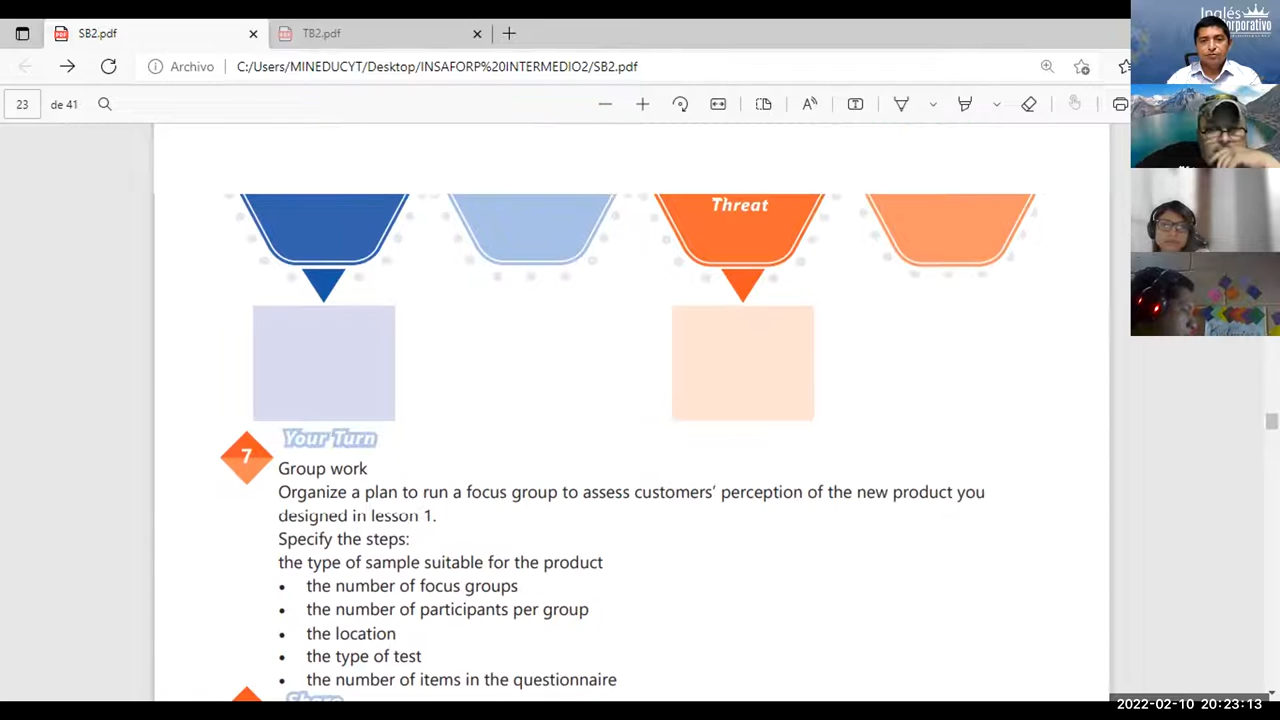 SB2.pdf
TB2.pdf
Inglés
Corporativo
Archivo
C:/Users/MINEDUCYT/Desktop/INSAFORP%20INTERMEDIO2/SB2.pdf
23
de 41
Threat
7
Your Turn
Group work
Organize a plan to run a focus group to assess customers' perception of the new product you
designed in lesson 1.
Specify the steps:
the type of sample suitable for the product
• the number of focus groups
• the number of participants per group
• the location
• the type of test
• the number of items in the questionnaire
Share
2022-02-10 20:23:13